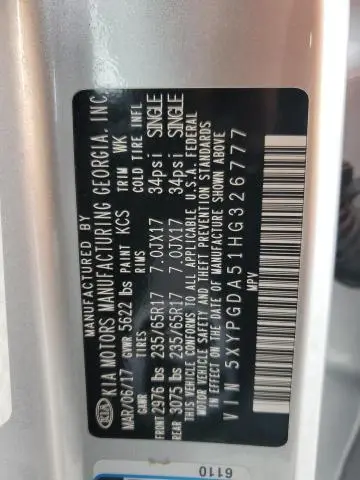 KIA
MANUFACTURED BY
KIA MOTORS MANUFACTURING GEORGIA, INC.
MAR/06/17 PAINT KCS TRIM WK
GVWR 5622 lbs
GAWR TIRES RIMS COLD TIRE INFL
FRONT 2976 lbs 235/65R17 7.0JX17 34psi SINGLE
REAR 3075 lbs 235/65R17 7.0JX17 34psi SINGLE
THIS VEHICLE CONFORMS TO ALL APPLICABLE U.S.A. FEDERAL
MOTOR VEHICLE SAFETY AND THEFT PREVENTION STANDARDS
IN EFFECT ON THE DATE OF MANUFACTURE SHOWN ABOVE
VIN 5XYPGDA51HG326777
MPV
6110